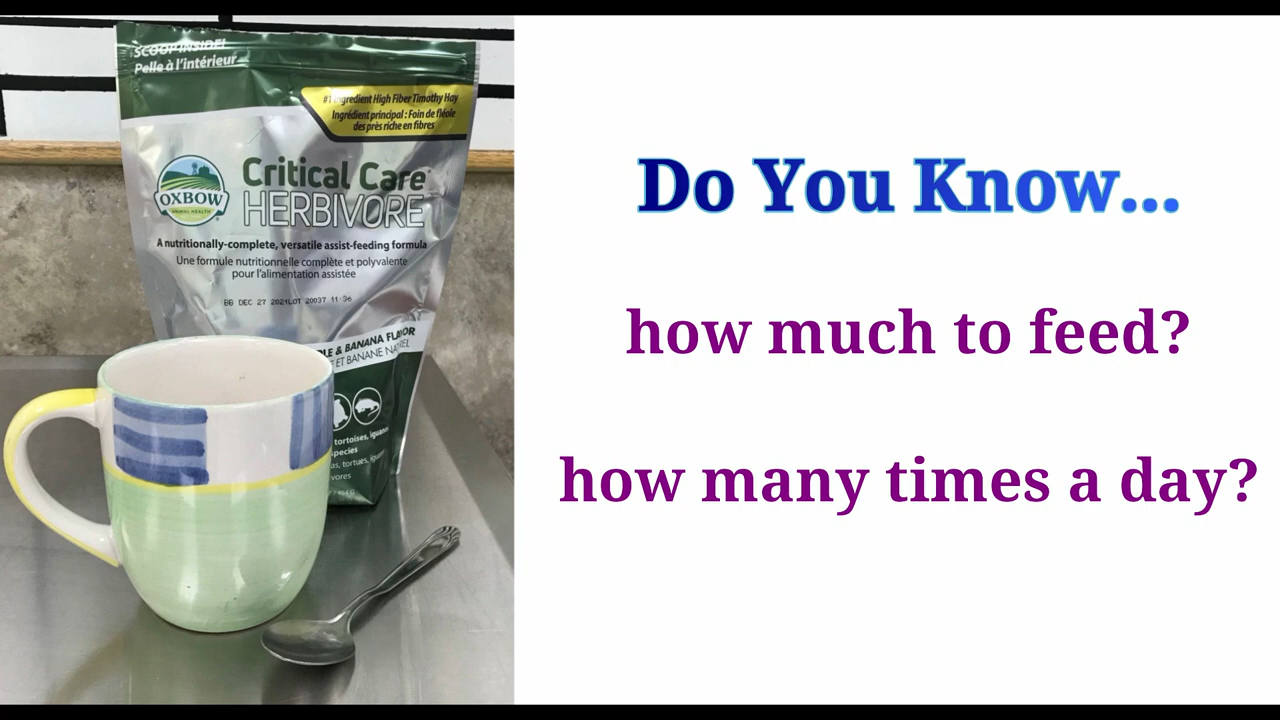 SCOOP INSIDE!
Pelle à l'intérieur
#1 Ingredient High Fiber Timothy Hay
Ingrédient principal : Foin de fléole
des prés riche en fibres
OXBOW
ANIMAL HEALTH
Critical Care
HERBIVORE
A nutritionally-complete, versatile assist-feeding formula
Une formule nutritionnelle complète et polyvalente
pour l'alimentation assistée
BB DEC 27 2021LOT 20037 11:36
& BANANA FLAVOR
ET BANANE
tortoises,
tortues,
Do You Know...
how much to feed?
how many times a day?